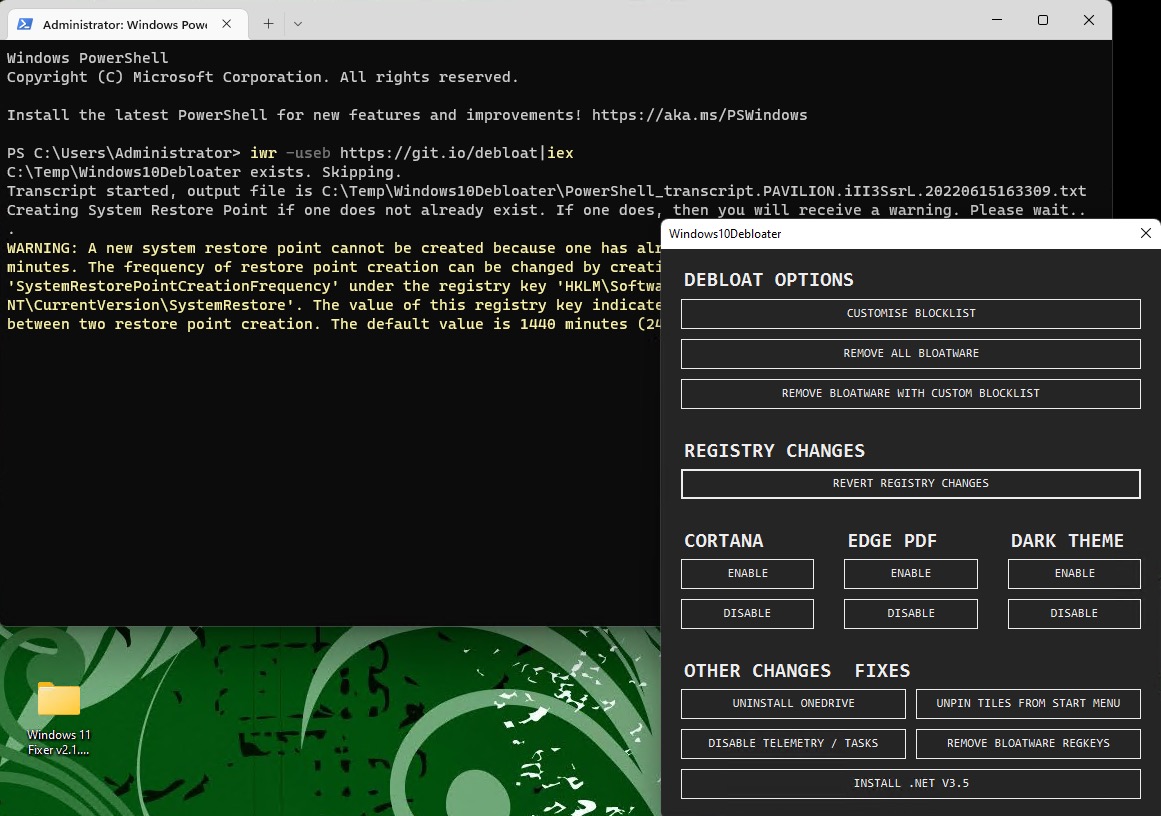 Administrator: Windows Powe
Windows PowerShell
Copyright (C) Microsoft Corporation. All rights reserved.
Install the latest PowerShell for new features and improvements! https://aka.ms/PSWindows
PS C:\Users\Administrator> iwr -useb https://git.io/debloat|iex
C:\Temp\Windows10Debloater exists. Skipping.
Transcript started, output file is C:\Temp\Windows10Debloater\PowerShell_transcript.PAVILION.iII3SsrL.20220615163309.txt
Creating System Restore Point if one does not already exist. If one does, then you will receive a warning. Please wait..
.
WARNING: A new system restore point cannot be created because one has alr
minutes. The frequency of restore point creation can be changed by creati
'SystemRestorePointCreationFrequency' under the registry key 'HKLM\Softwa
NT\CurrentVersion\SystemRestore'. The value of this registry key indicate
between two restore point creation. The default value is 1440 minutes (24
Windows10Debloater
DEBLOAT OPTIONS
CUSTOMISE BLOCKLIST
REMOVE ALL BLOATWARE
REMOVE BLOATWARE WITH CUSTOM BLOCKLIST
REGISTRY CHANGES
REVERT REGISTRY CHANGES
CORTANA EDGE PDF DARK THEME
ENABLE ENABLE ENABLE
DISABLE DISABLE DISABLE
OTHER CHANGES FIXES
UNINSTALL ONEDRIVE UNPIN TILES FROM START MENU
DISABLE TELEMETRY / TASKS REMOVE BLOATWARE REGKEYS
INSTALL .NET V3.5
Windows 11
Fixer v2.1....